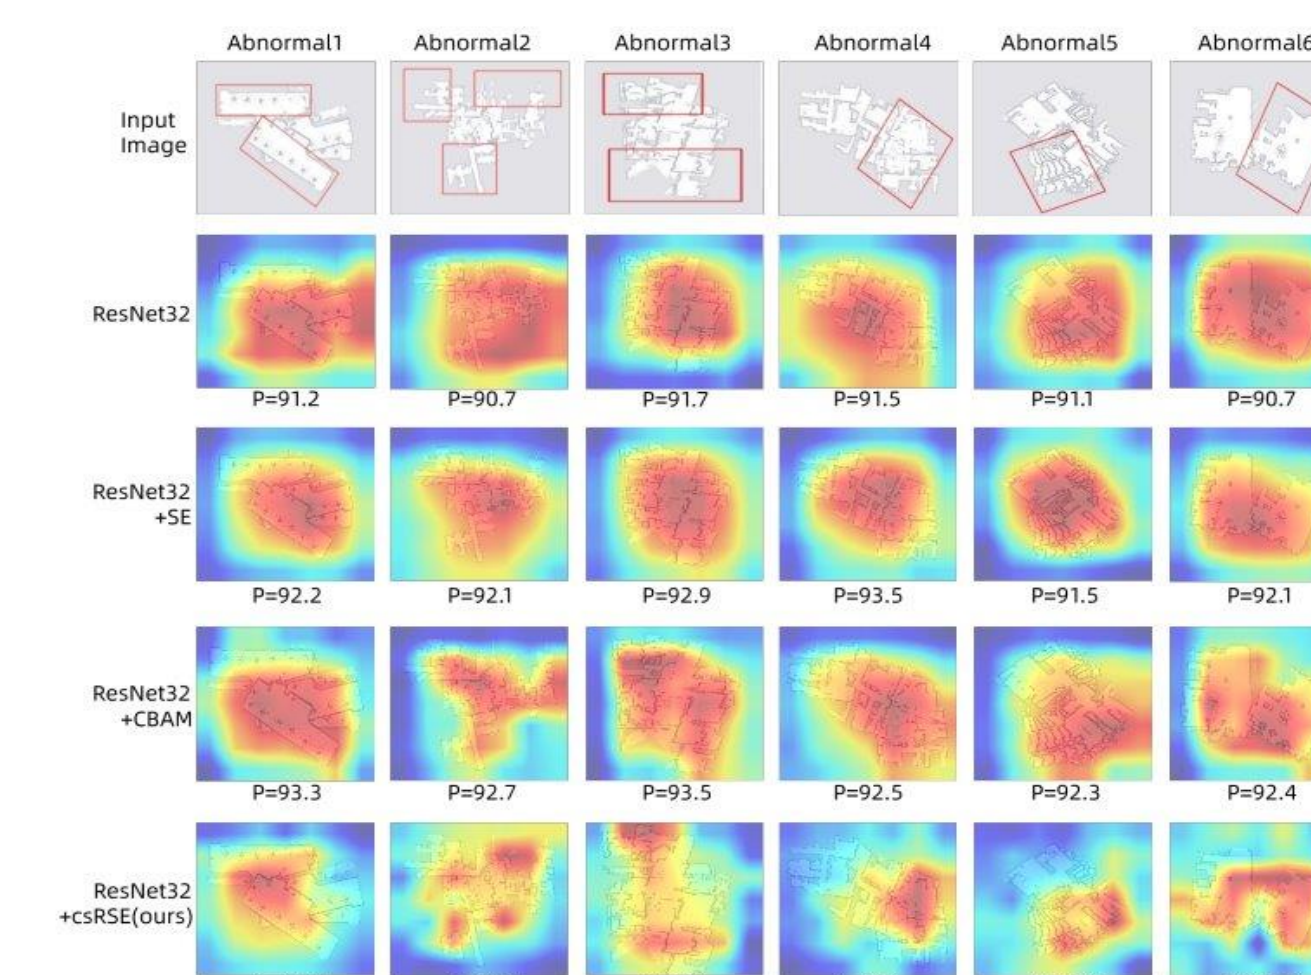 Abnormal1 Abnormal2 Abnormal3 Abnormal4 Abnormal5 Abnormal6
Input
Image
ResNet32
P=91.2 P=90.7 P=91.7 P=91.5 P=91.1 P=90.7
ResNet32
+SE
P=92.2 P=92.1 P=92.9 P=93.5 P=91.5 P=92.1
ResNet32
+CBAM
P=93.3 P=92.7 P=93.5 P=92.5 P=92.3 P=92.4
ResNet32
+csRSE(ours)